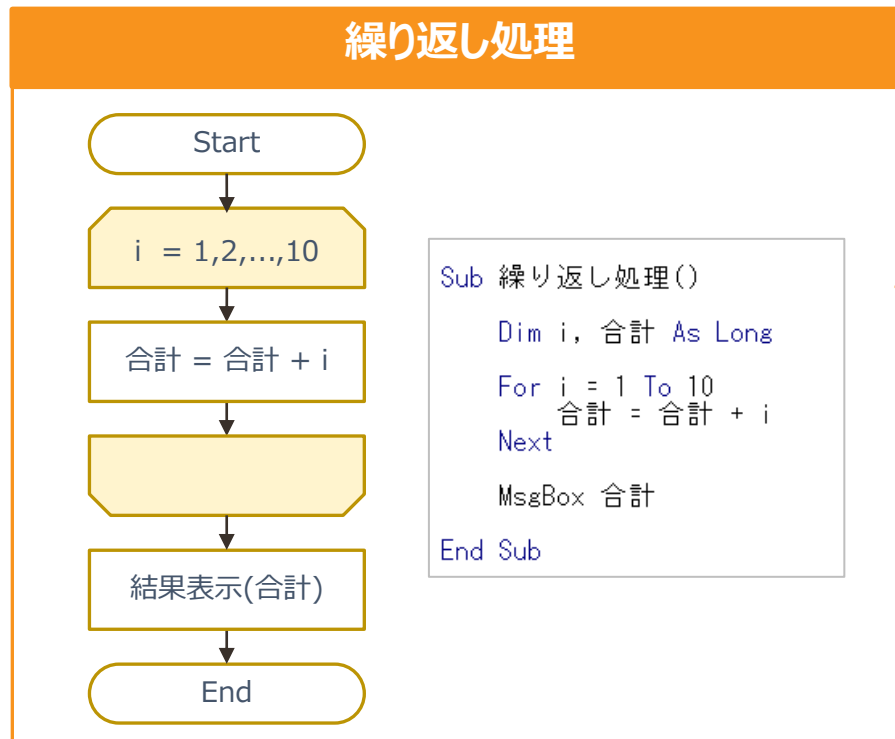 繰り返し処理
Start
i = 1,2,...,10
合計 = 合計 + i
結果表示(合計)
End
Sub 繰り返し処理()
Dim i, 合計 As Long
For i = 1 To 10
合計 = 合計 + i
Next
MsgBox 合計
End Sub